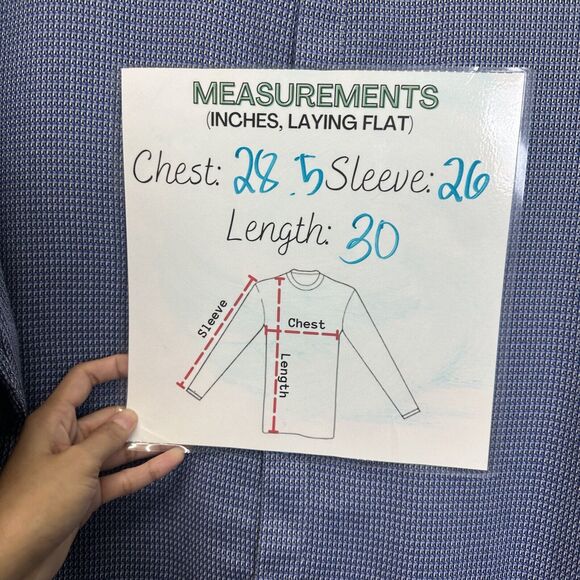 MEASUREMENTS
(INCHES, LAYING FLAT)
Chest: 28.5 Sleeve: 26
Length: 30
Sleeve
Chest
Length